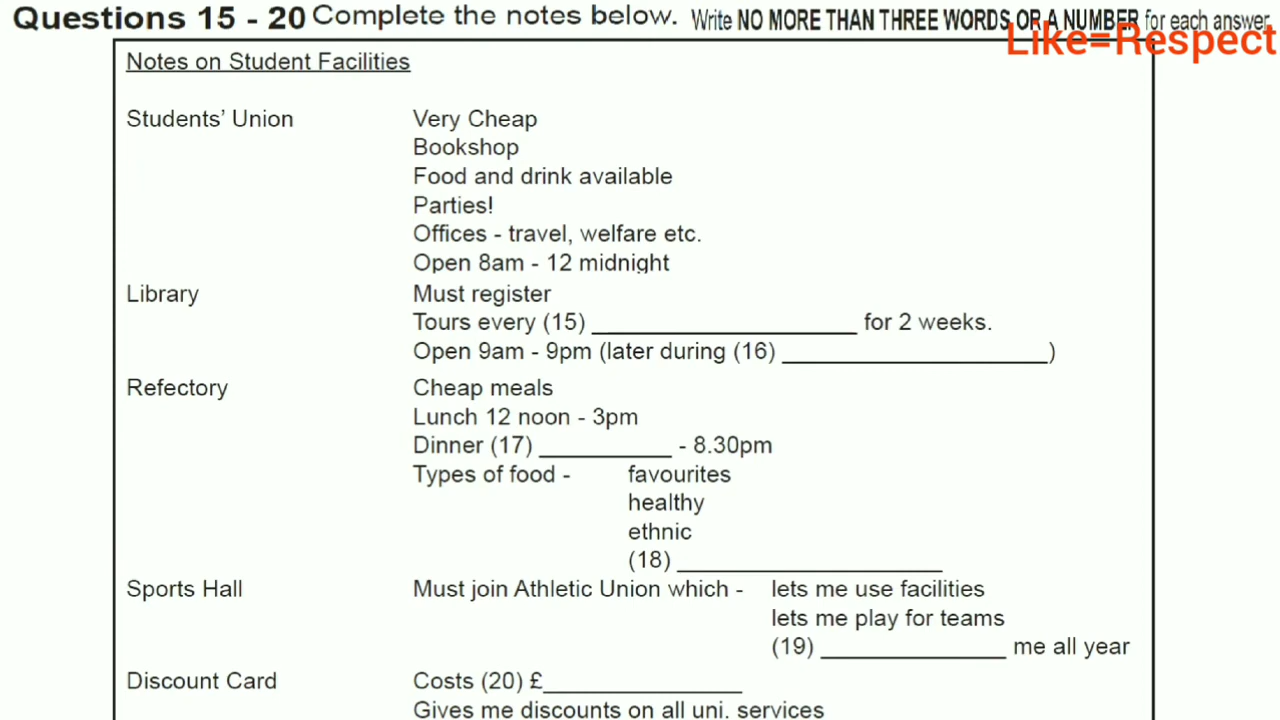 Questions 15 - 20 Complete the notes below. Write NO MORE THAN THREE WORDS OR A NUMBER for each answer.
Like=Respect
Notes on Student Facilities
Students' Union Very Cheap
Bookshop
Food and drink available
Parties!
Offices - travel, welfare etc.
Open 8am - 12 midnight
Library Must register
Tours every (15) ____________________ for 2 weeks.
Open 9am - 9pm (later during (16) ____________________)
Refectory Cheap meals
Lunch 12 noon - 3pm
Dinner (17) __________ - 8.30pm
Types of food - favourites
healthy
ethnic
(18) ____________________
Sports Hall Must join Athletic Union which - lets me use facilities
lets me play for teams
(19) ______________ me all year
Discount Card Costs (20) £_______________
Gives me discounts on all uni. services